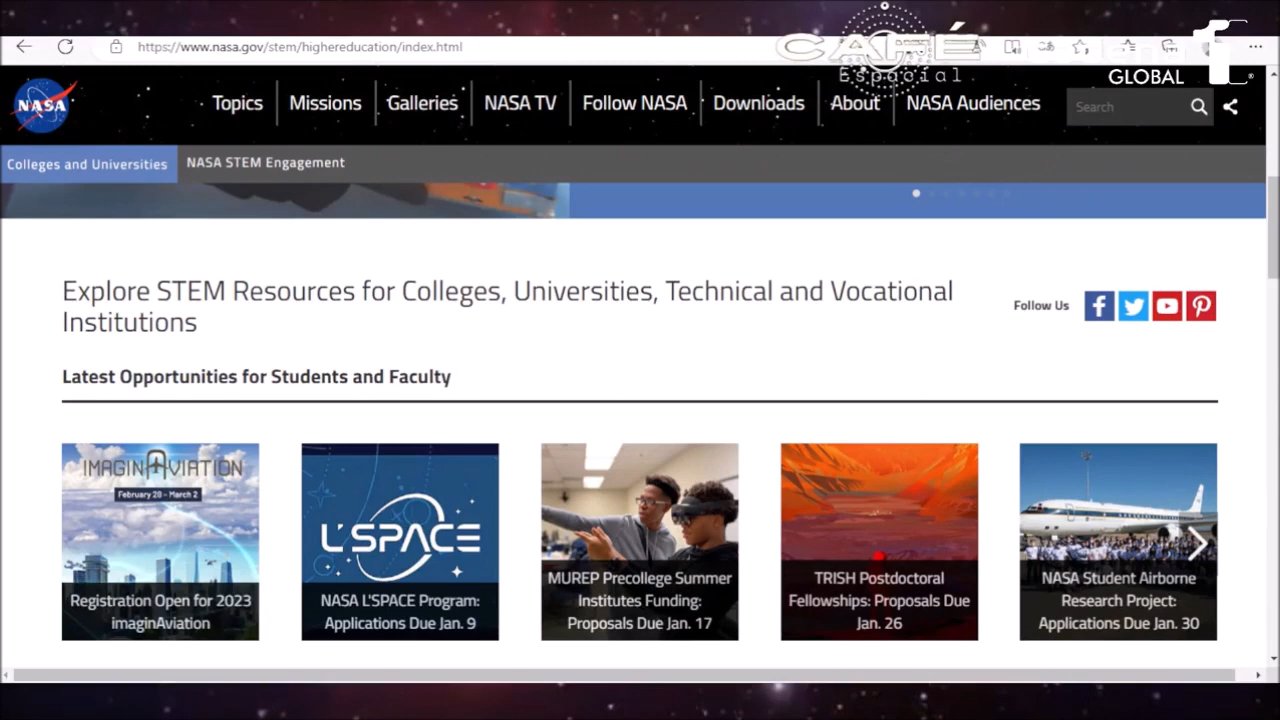 https://www.nasa.gov/stem/highereducation/index.html
CAFÉ
Espacial
GLOBAL
NASA
Topics
Missions
Galleries
NASA TV
Follow NASA
Downloads
About
NASA Audiences
Search
Colleges and Universities
NASA STEM Engagement
Explore STEM Resources for Colleges, Universities, Technical and Vocational
Institutions
Follow Us
Latest Opportunities for Students and Faculty
IMAGINAVIATION
February 28 - March 2
Registration Open for 2023
imaginAviation
L'SPACE
NASA L'SPACE Program:
Applications Due Jan. 9
MUREP Precollege Summer
Institutes Funding:
Proposals Due Jan. 17
TRISH Postdoctoral
Fellowships: Proposals Due
Jan. 26
NASA Student Airborne
Research Project:
Applications Due Jan. 30